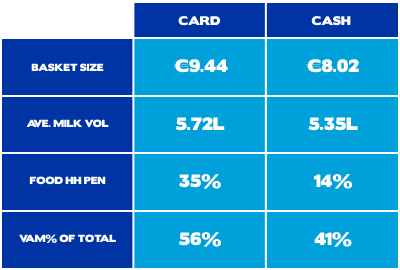 CARD CASH
BASKET SIZE €9.44 €8.02
AVE. MILK VOL 5.72L 5.35L
FOOD HH PEN 35% 14%
VAM% OF TOTAL 56% 41%